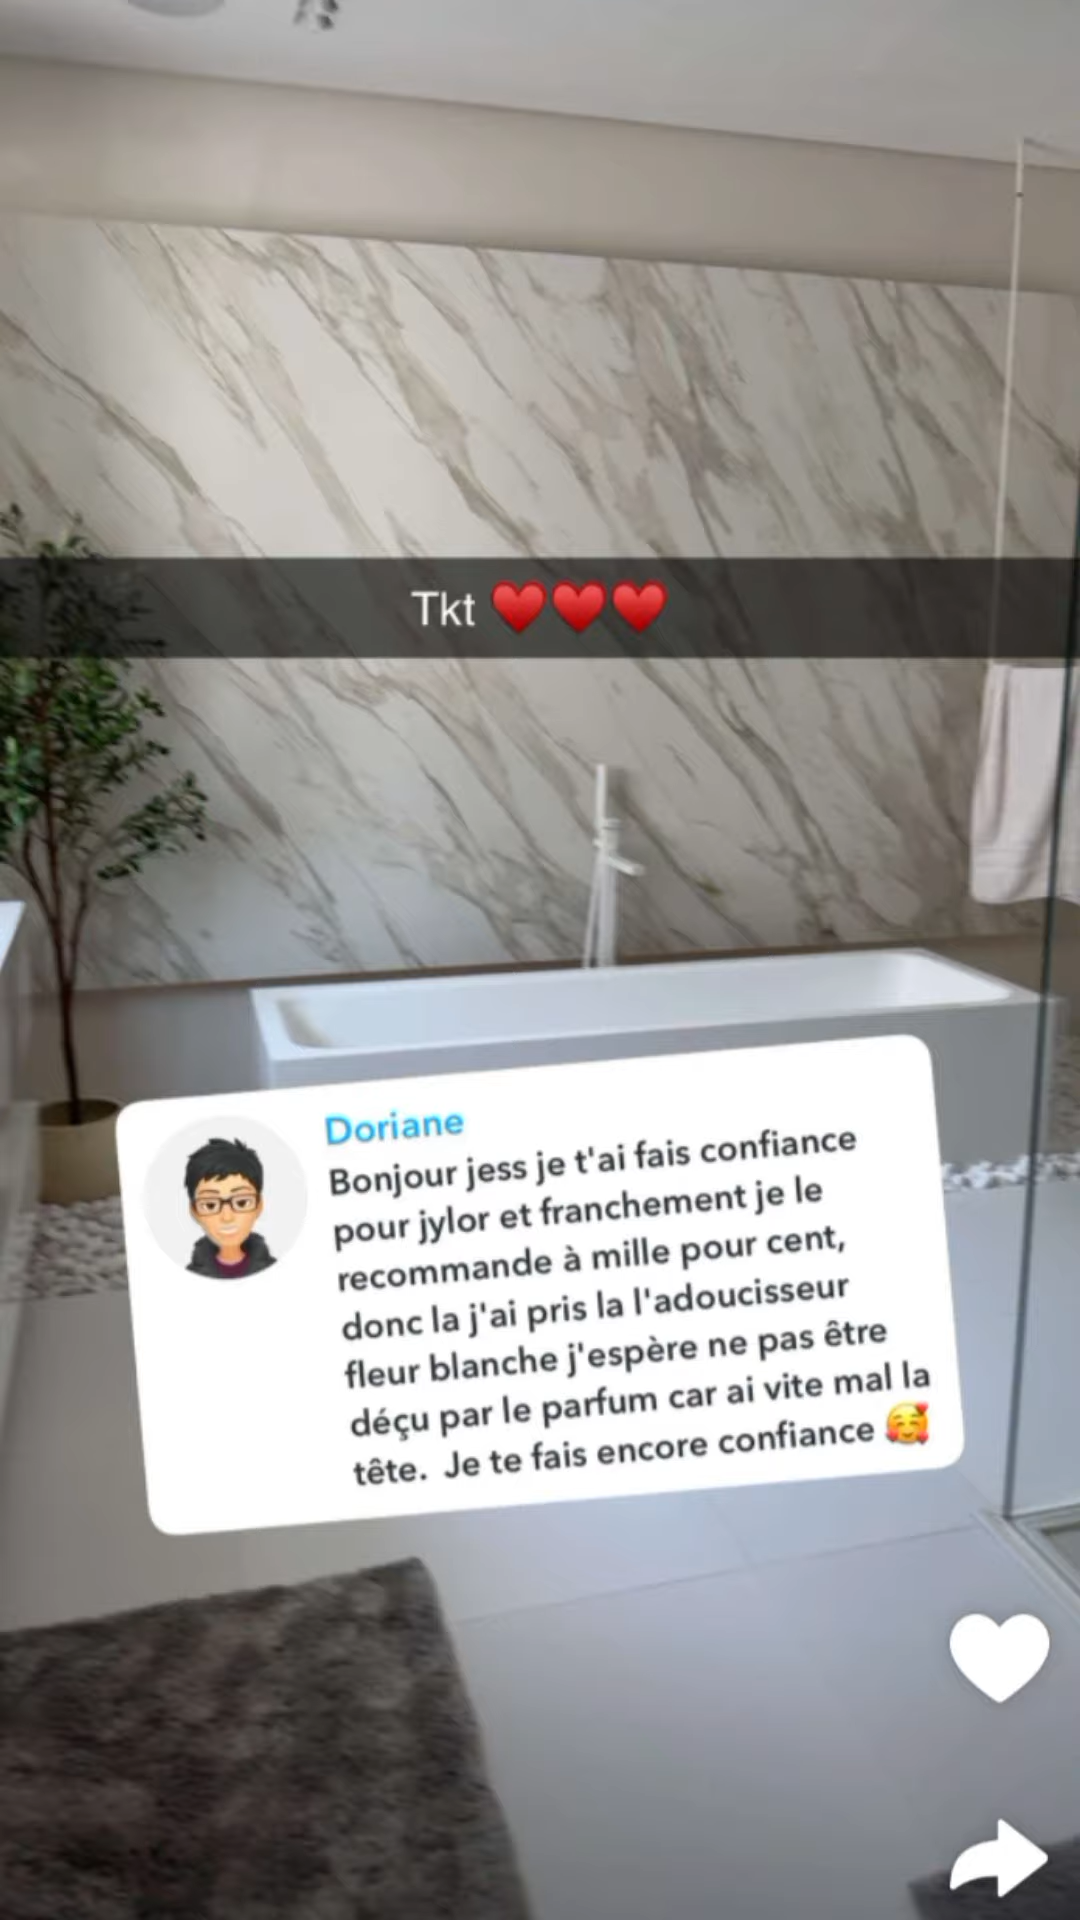 Tkt ❤️❤️❤️
Doriane
Bonjour jess je t'ai fais confiance
pour jylor et franchement je le
recommande à mille pour cent,
donc la j'ai pris la l'adoucisseur
fleur blanche j'espère ne pas être
déçu par le parfum car ai vite mal la
tête.  Je te fais encore confiance 🥰